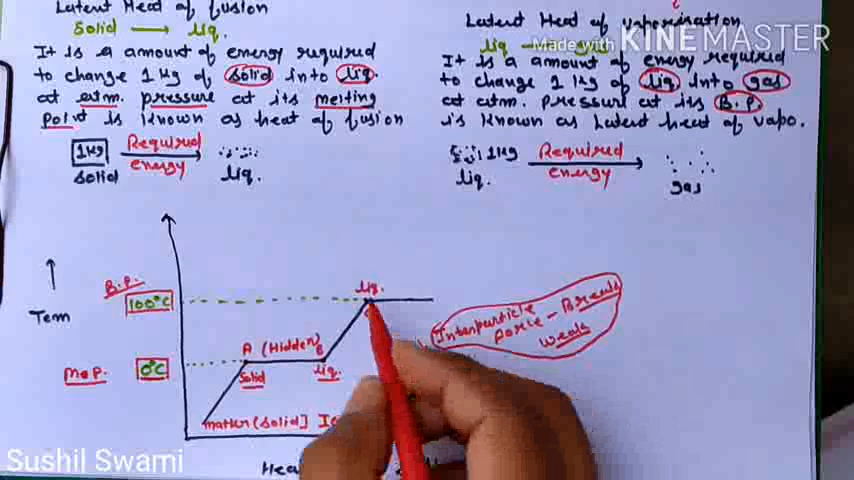 Latent Heat of fusion
Solid → Liq.
It is a amount of energy required
to change 1 Kg of solid into Liq.
at atm. pressure at its melting
point is known as heat of fusion
1Kg Required
solid energy Liq.
Latent Heat of vaporisation
Liq
It is a amount of energy required
to change 1 Kg of Liq. into gas
at atm. pressure at its B.P
is known as Latent heat of vapo.
1Kg Required
Liq. energy gas
Made with KINEMASTER
B.P.
100°C
Liq.
Tem
A (Hidden) B
M.P.
0°C
Solid
Liq.
matter (solid]
Interparticle
force - Breaks
weak
Hea
Sushil Swami